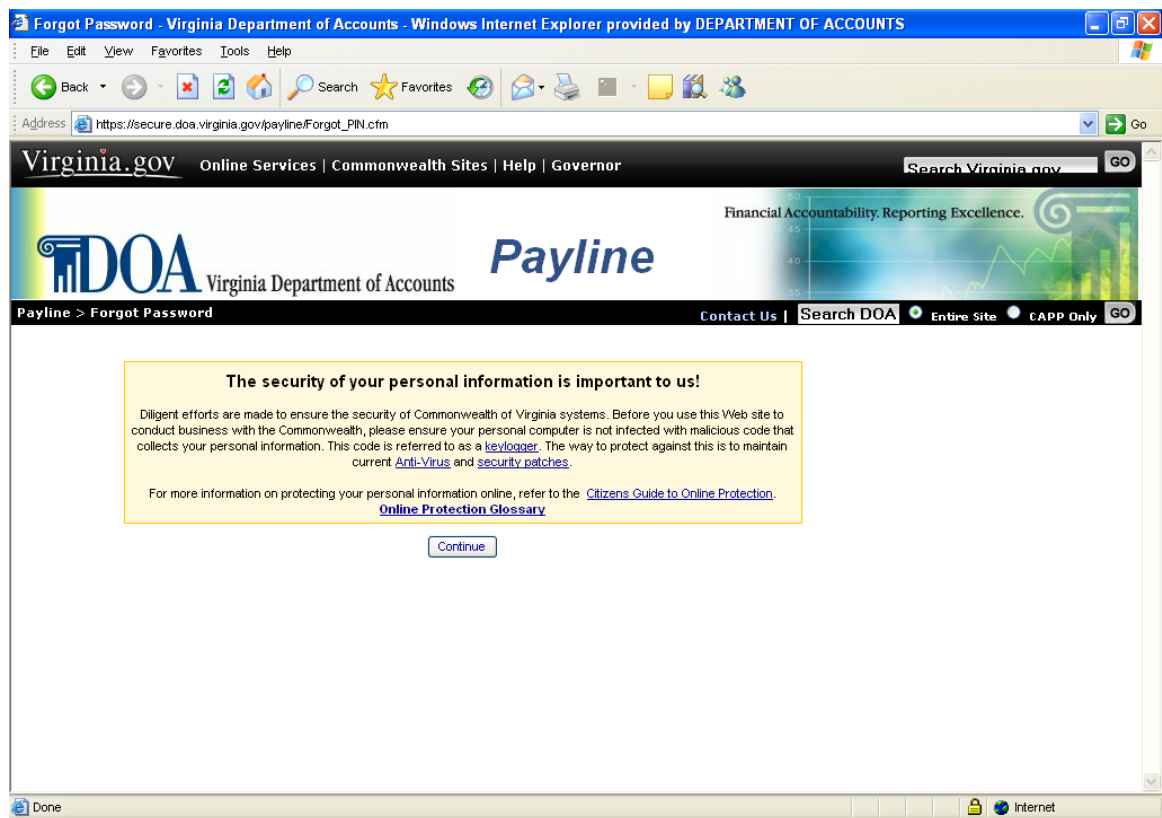 Forgot Password - Virginia Department of Accounts - Windows Internet Explorer provided by DEPARTMENT OF ACCOUNTS
File Edit View Favorites Tools Help
Back Search Favorites
Address https://secure.doa.virginia.gov/payline/Forgot_PIN.cfm Go
Virginia.gov Online Services | Commonwealth Sites | Help | Governor Search Virginia.gov GO
Financial Accountability. Reporting Excellence.
50
45
40
35
DOA Virginia Department of Accounts Payline
Payline > Forgot Password Contact Us | Search DOA Entire Site CAPP Only GO
The security of your personal information is important to us!
Diligent efforts are made to ensure the security of Commonwealth of Virginia systems. Before you use this Web site to
conduct business with the Commonwealth, please ensure your personal computer is not infected with malicious code that
collects your personal information. This code is referred to as a keylogger. The way to protect against this is to maintain
current Anti-Virus and security patches.
For more information on protecting your personal information online, refer to the Citizens Guide to Online Protection.
Online Protection Glossary
Continue
Done Internet